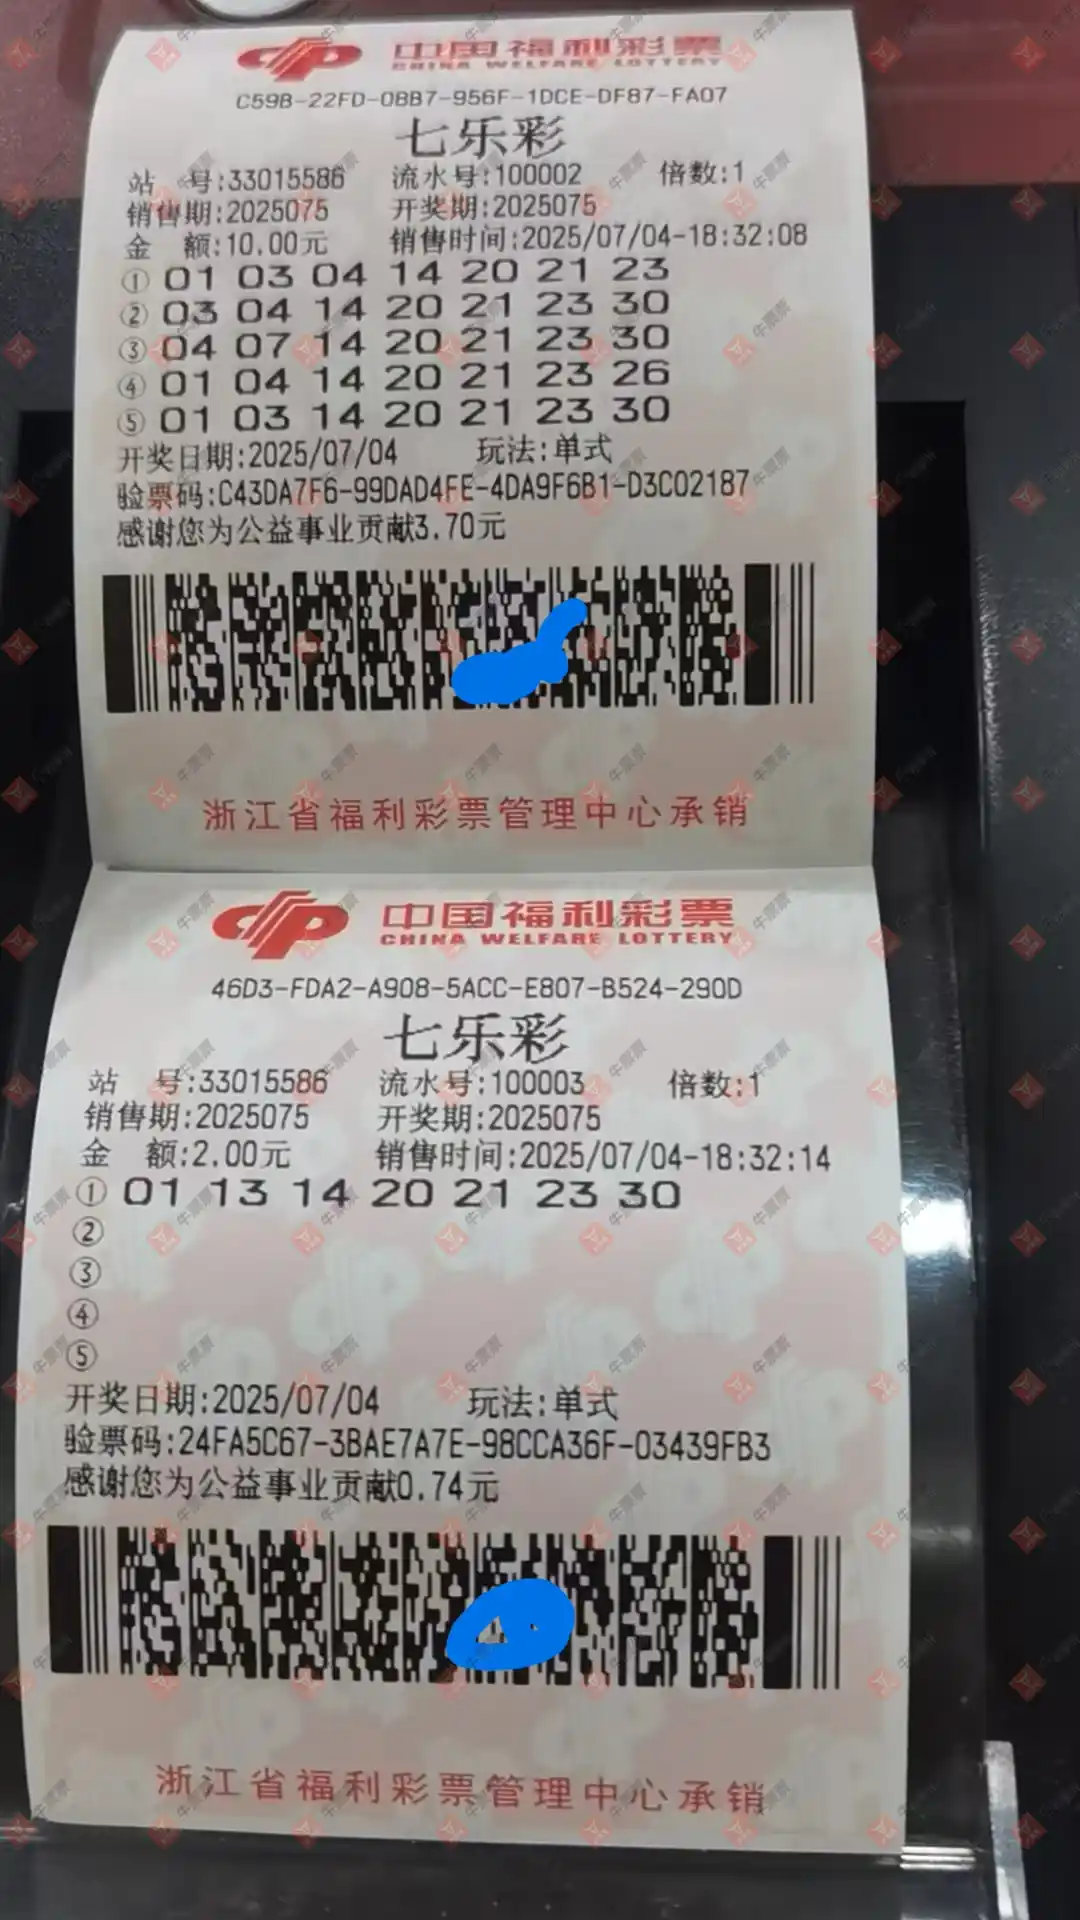 中国福利彩票
CHINA WELFARE LOTTERY
C59B-22FD-0BB7-956F-1DCE-DF87-FA07
七乐彩
站 号:33015586 流水号:100002 倍数:1
销售期:2025075 开奖期:2025075
金 额:10.00元 销售时间:2025/07/04-18:32:08
① 01 03 04 14 20 21 23
② 03 04 14 20 21 23 30
③ 04 07 14 20 21 23 30
④ 01 04 14 20 21 23 26
⑤ 01 03 14 20 21 23 30
开奖日期:2025/07/04 玩法:单式
验票码:C43DA7F6-99DAD4FE-4DA9F6B1-D3C02187
感谢您为公益事业贡献3.70元
浙江省福利彩票管理中心承销
中国福利彩票
CHINA WELFARE LOTTERY
46D3-FDA2-A908-5ACC-E807-B524-290D
七乐彩
站 号:33015586 流水号:100003 倍数:1
销售期:2025075 开奖期:2025075
金 额:2.00元 销售时间:2025/07/04-18:32:14
① 01 13 14 20 21 23 30
②
③
④
⑤
开奖日期:2025/07/04 玩法:单式
验票码:24FA5C67-3BAE7A7E-98CCA36F-03439FB3
感谢您为公益事业贡献0.74元
浙江省福利彩票管理中心承销